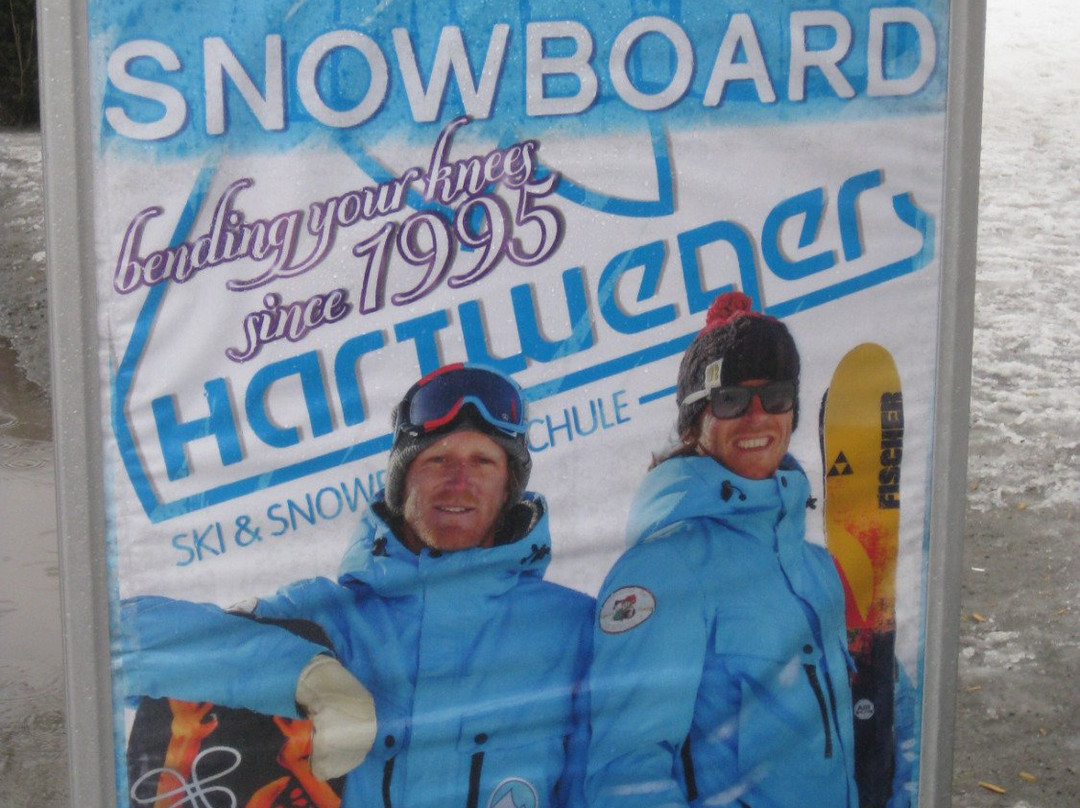 SNOWBOARD
bending your knees
since 1995
Hartweger
SKI & SNOW CHULE
FISCHER